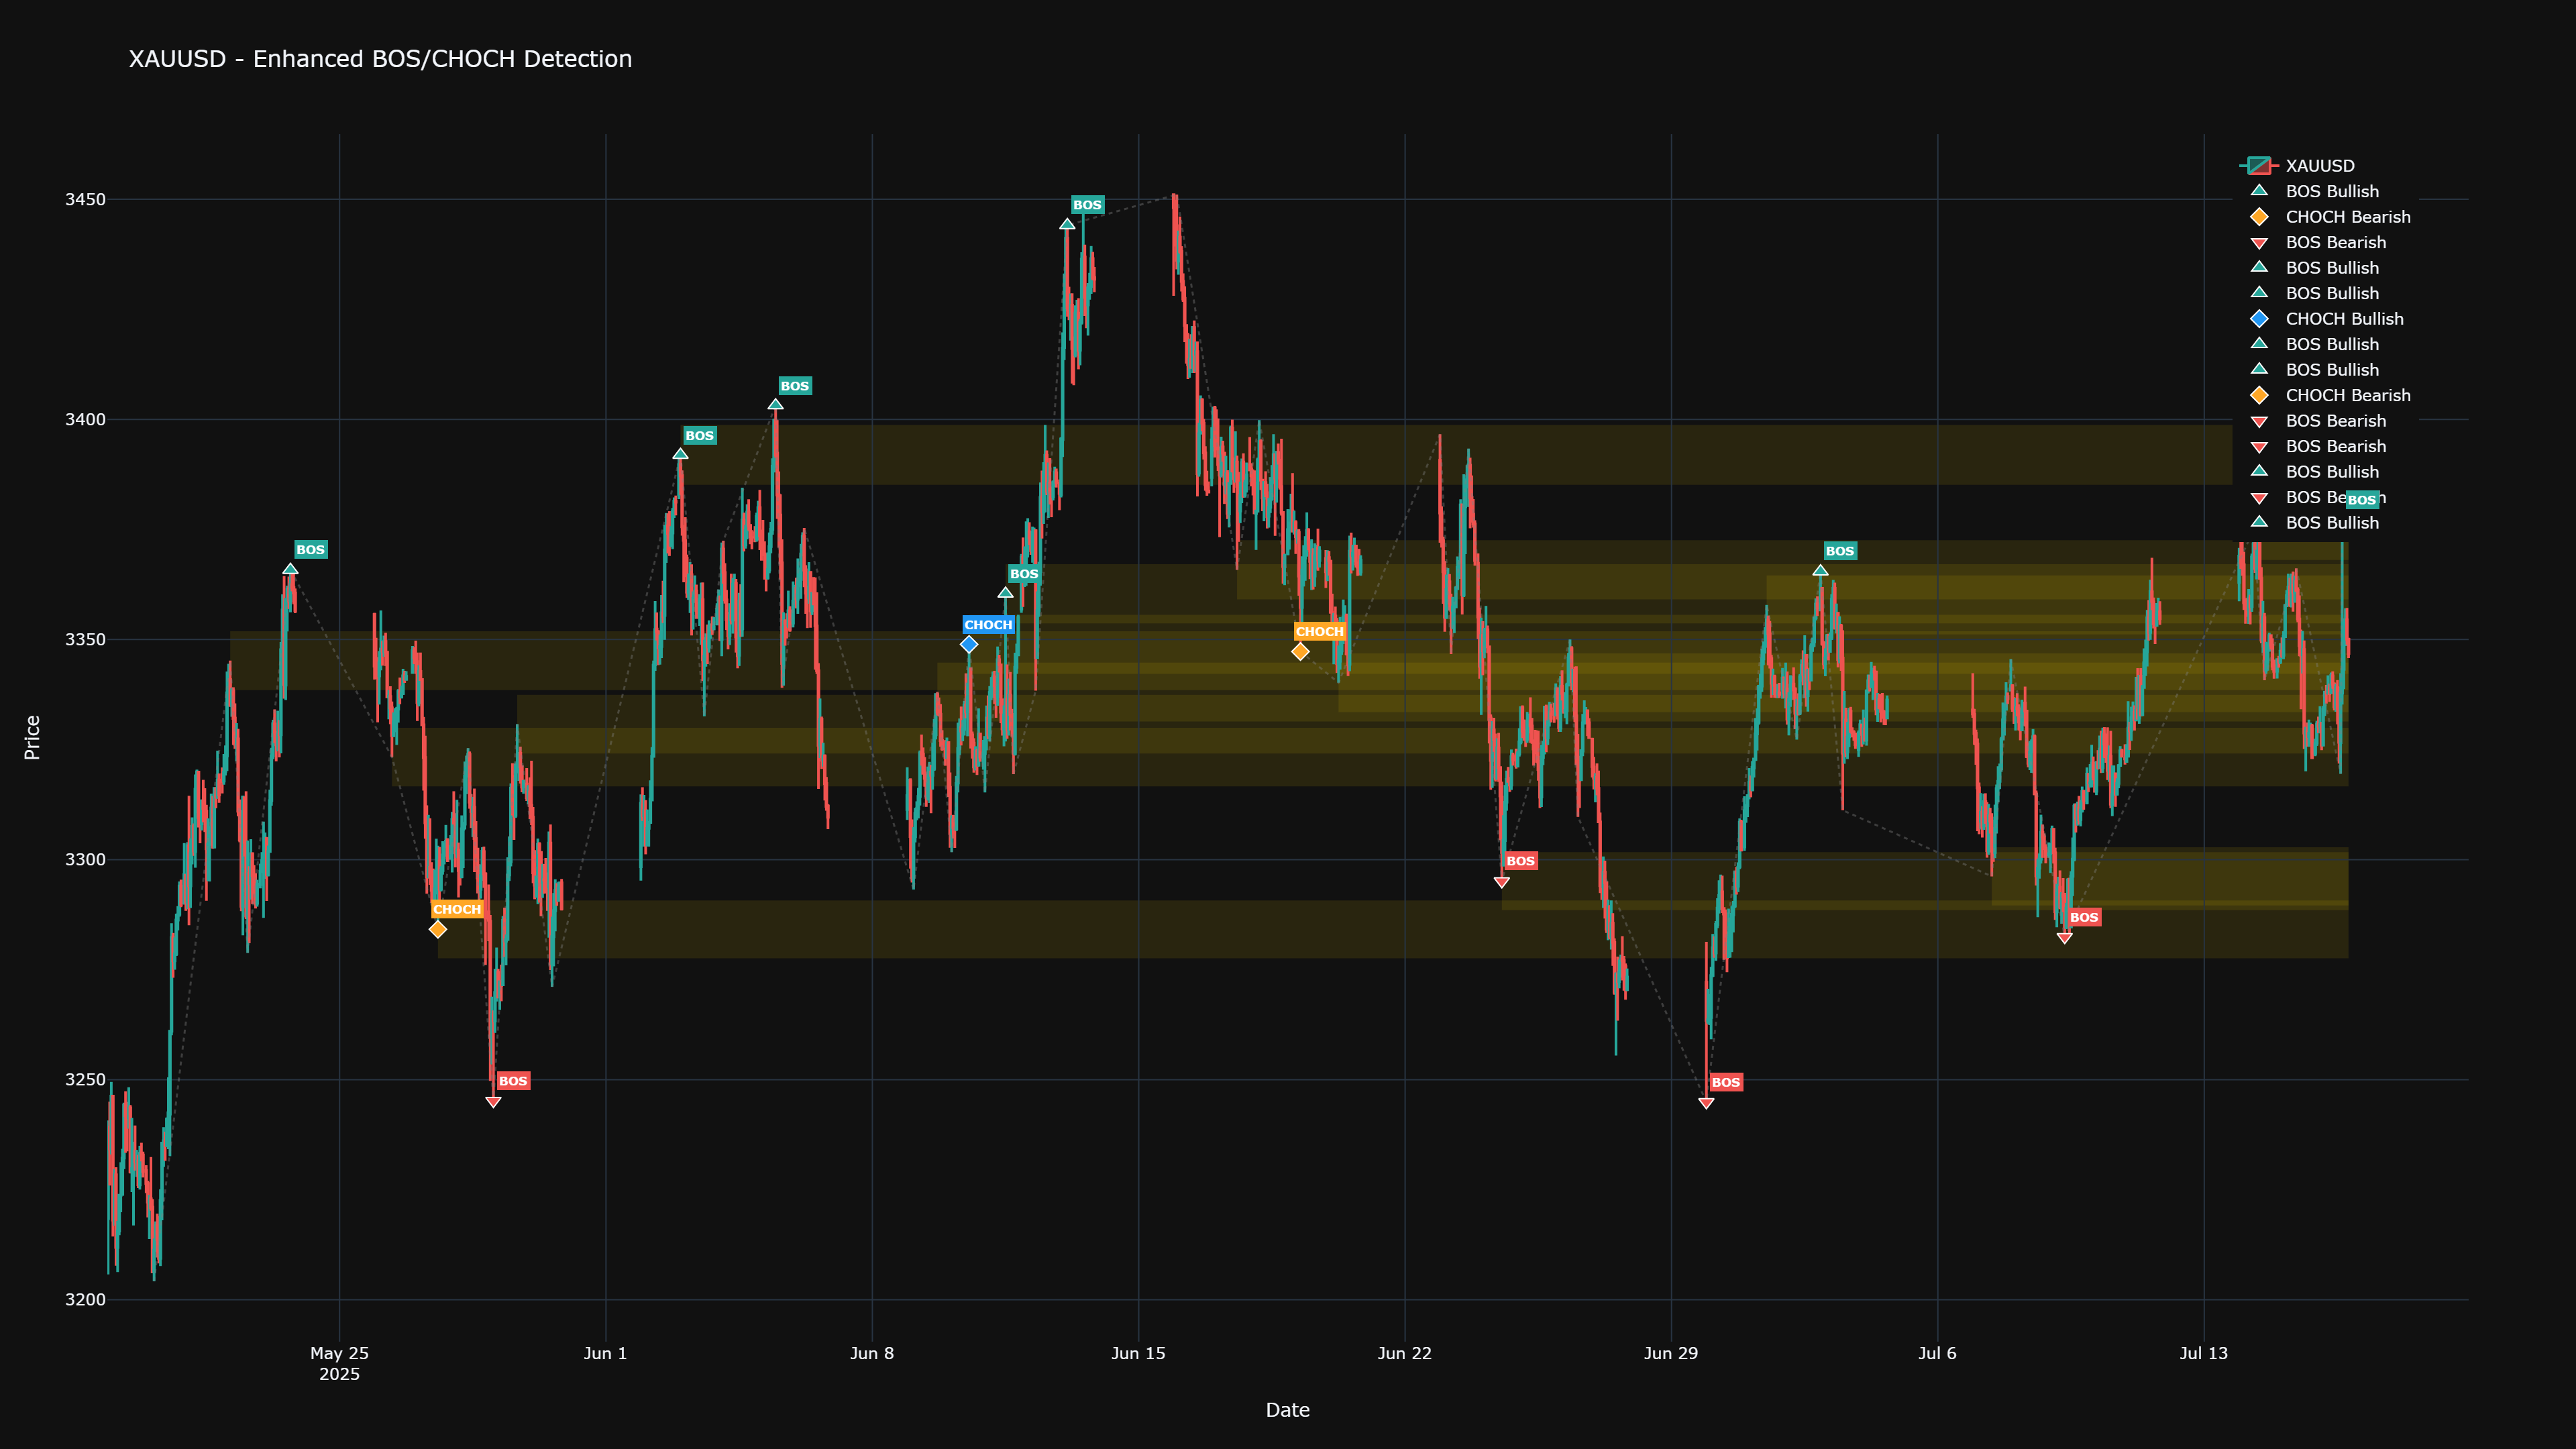 XAUUSD - Enhanced BOS/CHOCH Detection
XAUUSD
BOS Bullish
CHOCH Bearish
BOS Bearish
BOS Bullish
BOS Bullish
CHOCH Bullish
BOS Bullish
BOS Bullish
CHOCH Bearish
BOS Bearish
BOS Bearish
BOS Bullish
BOS Be h
BOS
BOS Bullish
3450
3400
3350
3300
3250
3200
Price
BOS
CHOCH
BOS
BOS
BOS
CHOCH
BOS
BOS
CHOCH
BOS
BOS
BOS
BOS
May 25
2025
Jun 1
Jun 8
Jun 15
Jun 22
Jun 29
Jul 6
Jul 13
Date